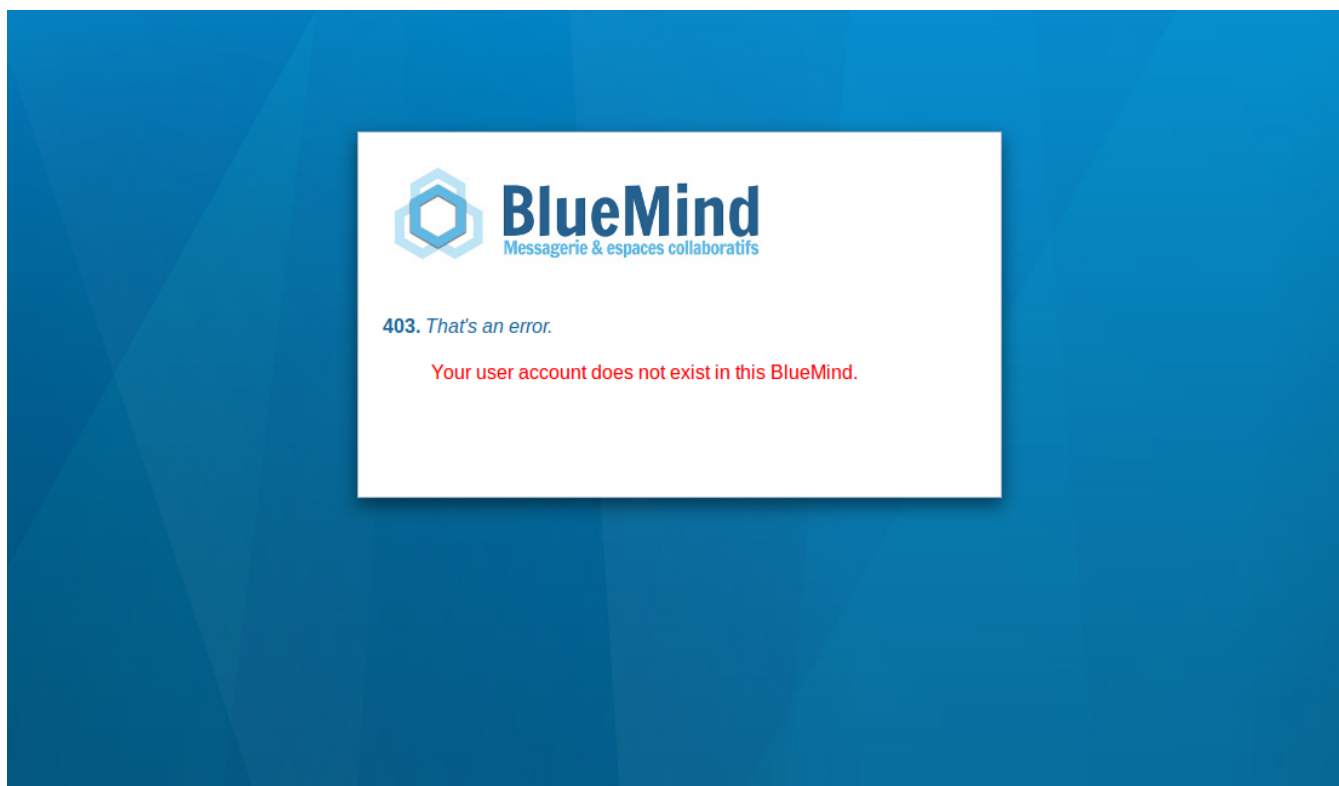 BlueMind
Messagerie & espaces collaboratifs
403. That's an error.
Your user account does not exist in this BlueMind.